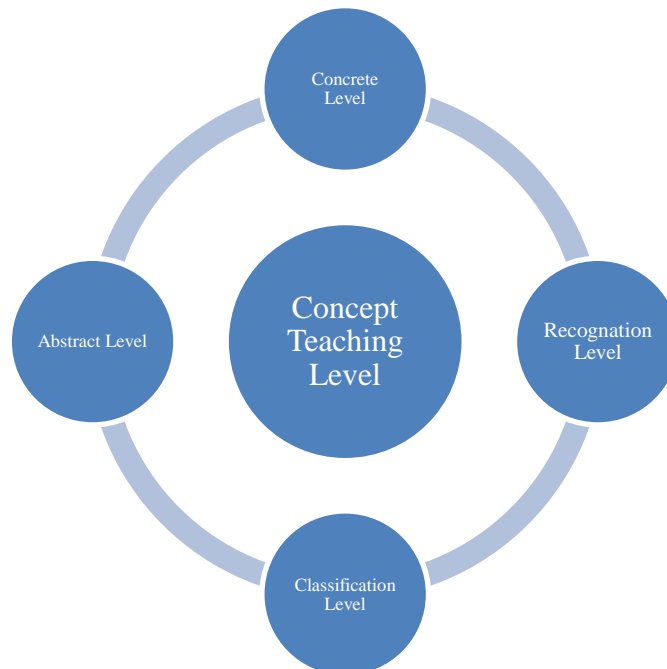 Concrete
Level
Concept
Teaching
Level
Abstract Level
Recognation
Level
Classification
Level